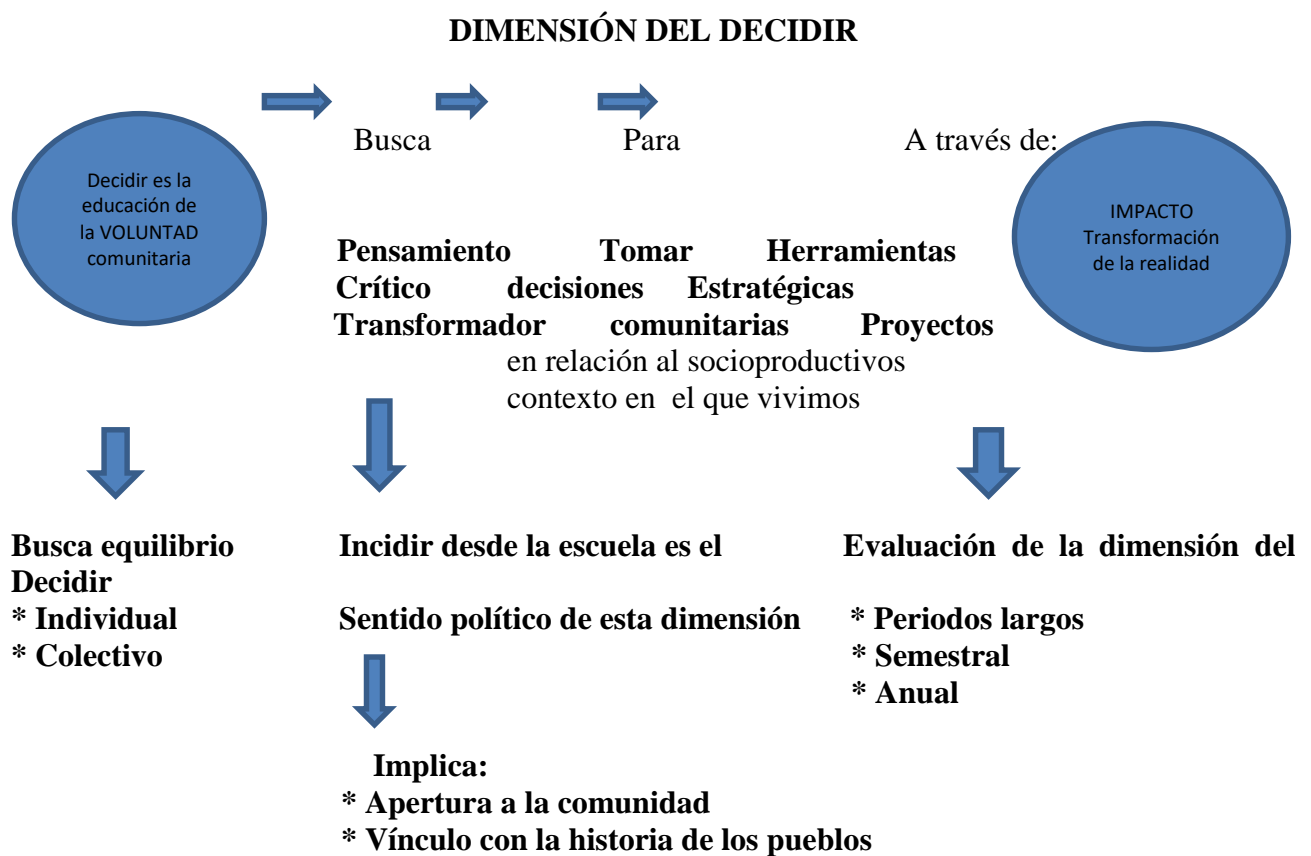 DIMENSIÓN DEL DECIDIR
Busca Para A través de:
Decidir es la
educación de
la VOLUNTAD
comunitaria
IMPACTO
Transformación
de la realidad
Pensamiento Tomar Herramientas
Crítico decisiones Estratégicas
Transformador comunitarias Proyectos
en relación al socioproductivos
contexto en el que vivimos
Busca equilibrio Incidir desde la escuela es el Evaluación de la dimensión del
Decidir
* Individual Sentido político de esta dimensión * Periodos largos
* Colectivo * Semestral
* Anual
Implica:
* Apertura a la comunidad
* Vínculo con la historia de los pueblos